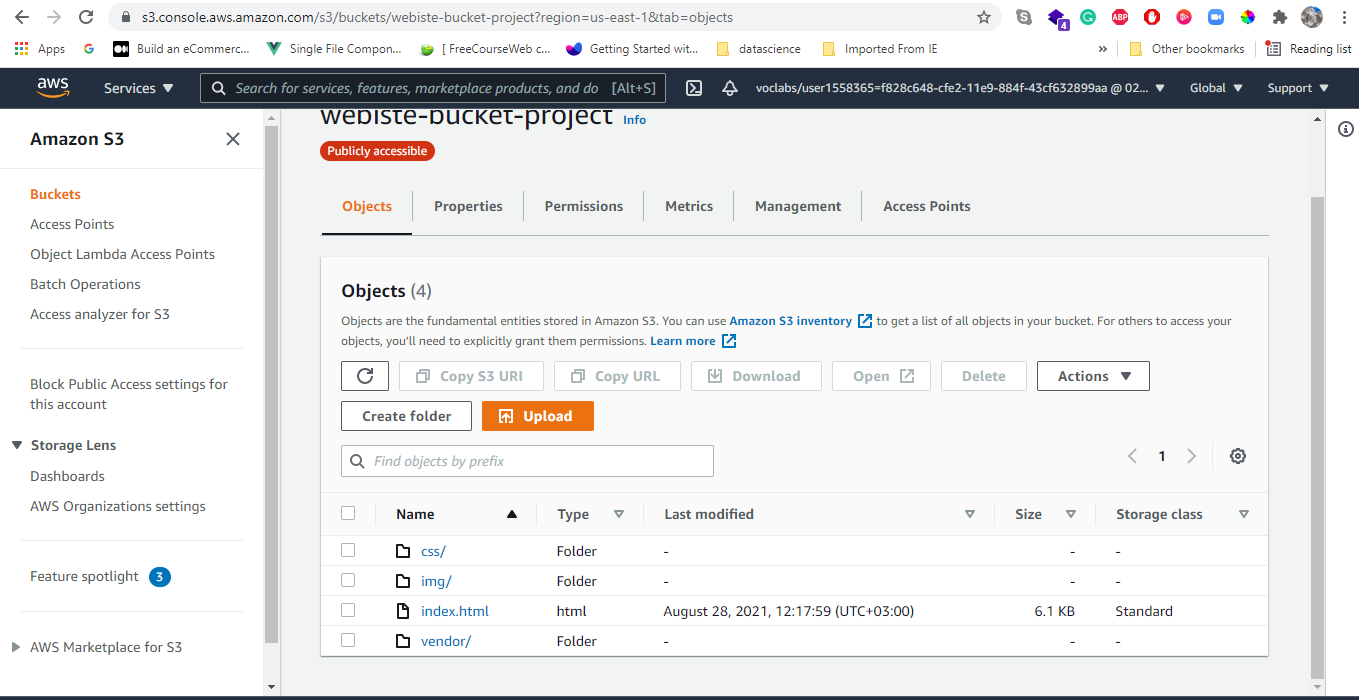 s3.console.aws.amazon.com/s3/buckets/webiste-bucket-project?region=us-east-1&tab=objects
4
ABP
Apps
G
Build an eCommerc...
Single File Compon...
[ FreeCourseWeb c...
Getting Started wit...
datascience
Imported From IE
»
Other bookmarks
Reading list
aws
Services
Search for services, features, marketplace products, and do [Alt+S]
voclabs/user1558365=f828c648-cfe2-11e9-884f-43cf632899aa @ 02...
Global
Support
Amazon S3
Buckets
Access Points
Object Lambda Access Points
Batch Operations
Access analyzer for S3
Block Public Access settings for
this account
Storage Lens
Dashboards
AWS Organizations settings
Feature spotlight 3
AWS Marketplace for S3
webiste-bucket-project Info
Publicly accessible
Objects
Properties
Permissions
Metrics
Management
Access Points
Objects (4)
Objects are the fundamental entities stored in Amazon S3. You can use Amazon S3 inventory to get a list of all objects in your bucket. For others to access your
objects, you'll need to explicitly grant them permissions. Learn more
Copy S3 URI
Copy URL
Download
Open
Delete
Actions
Create folder
Upload
Find objects by prefix
1
Name Type Last modified Size Storage class
css/ Folder - - -
img/ Folder - - -
index.html html August 28, 2021, 12:17:59 (UTC+03:00) 6.1 KB Standard
vendor/ Folder - - -